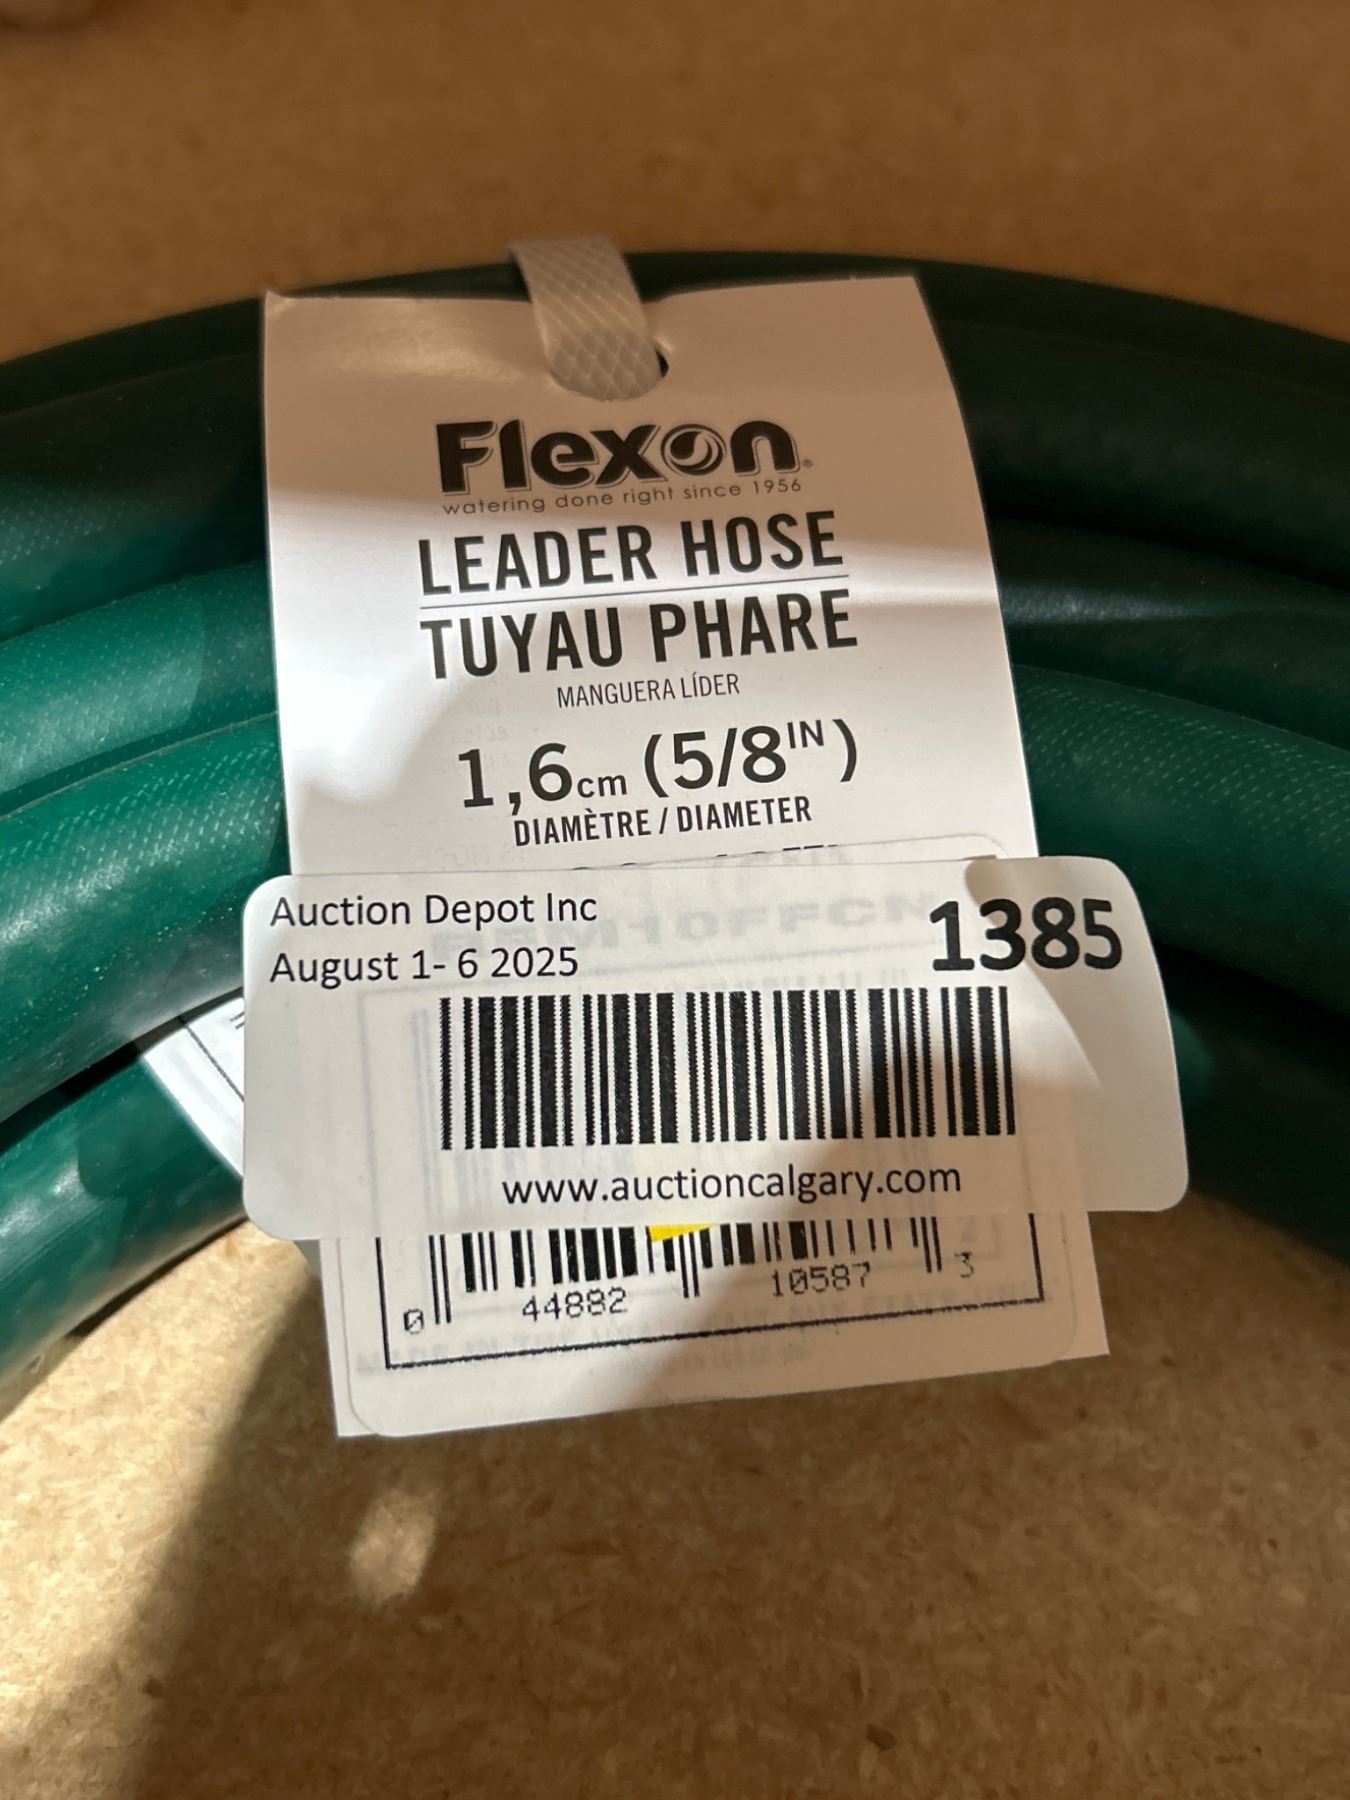 Flexon®
watering done right since 1956
LEADER HOSE
TUYAU PHARE
MANGUERA LÍDER
1,6cm (5/8IN)
DIAMÈTRE / DIAMETER
Auction Depot Inc
1385
August 1- 6 2025
www.auctioncalgary.com
0 44882 10587 3